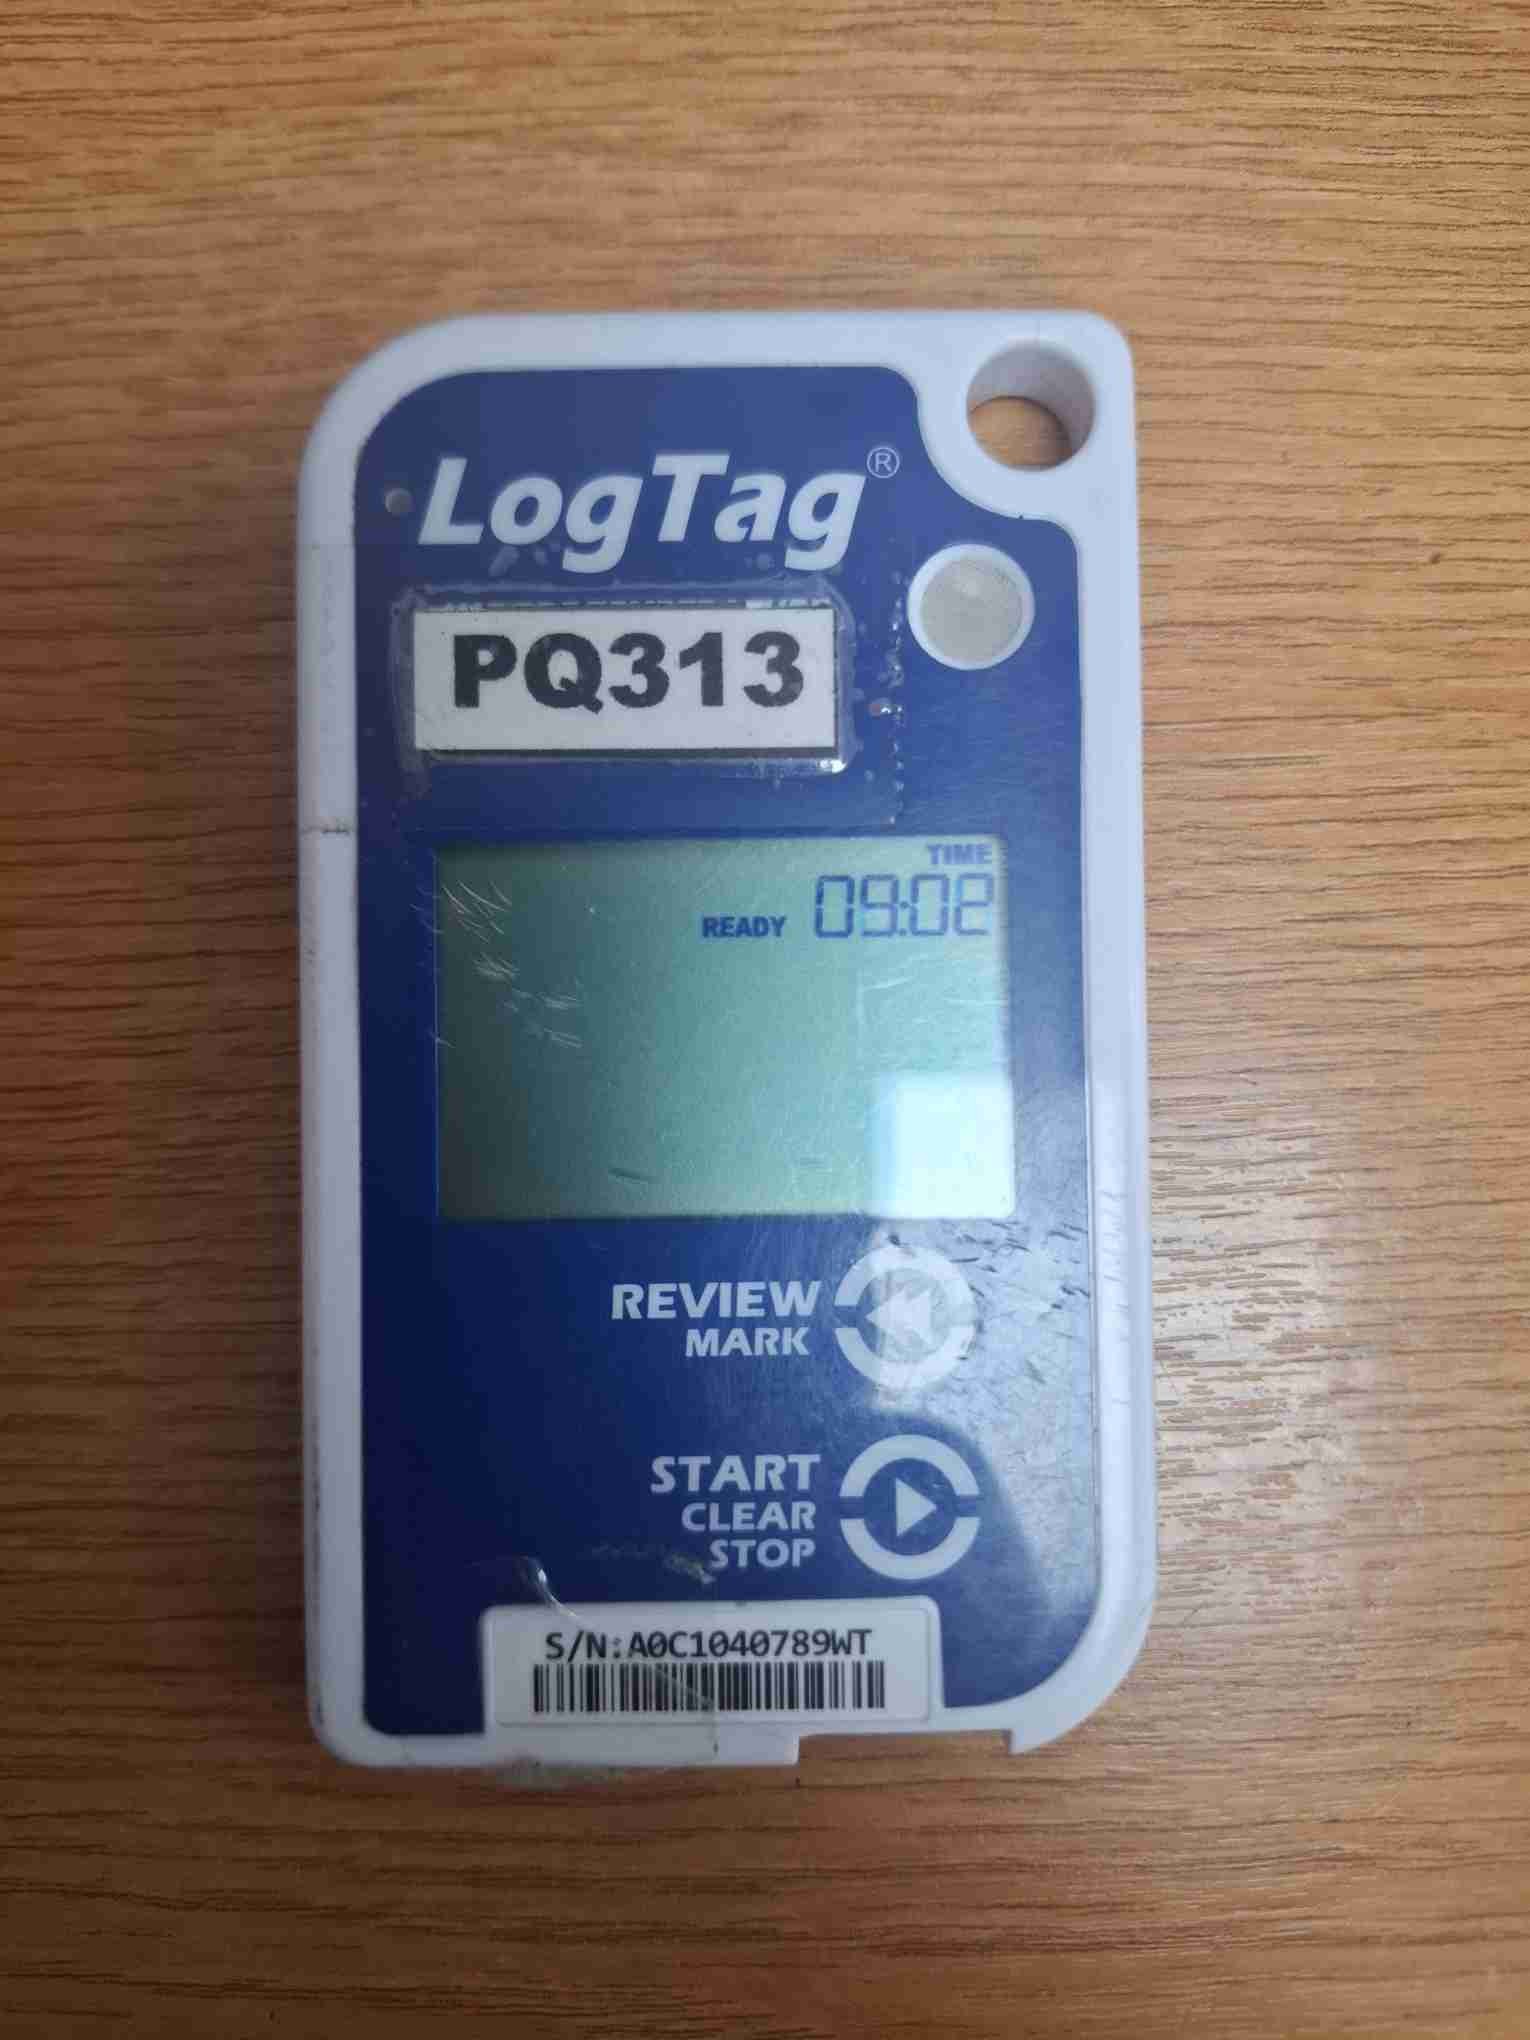 LogTag®
PQ313
TIME
READY 09:02
REVIEW
MARK
START
CLEAR
STOP
S/N:A0C1040789WT